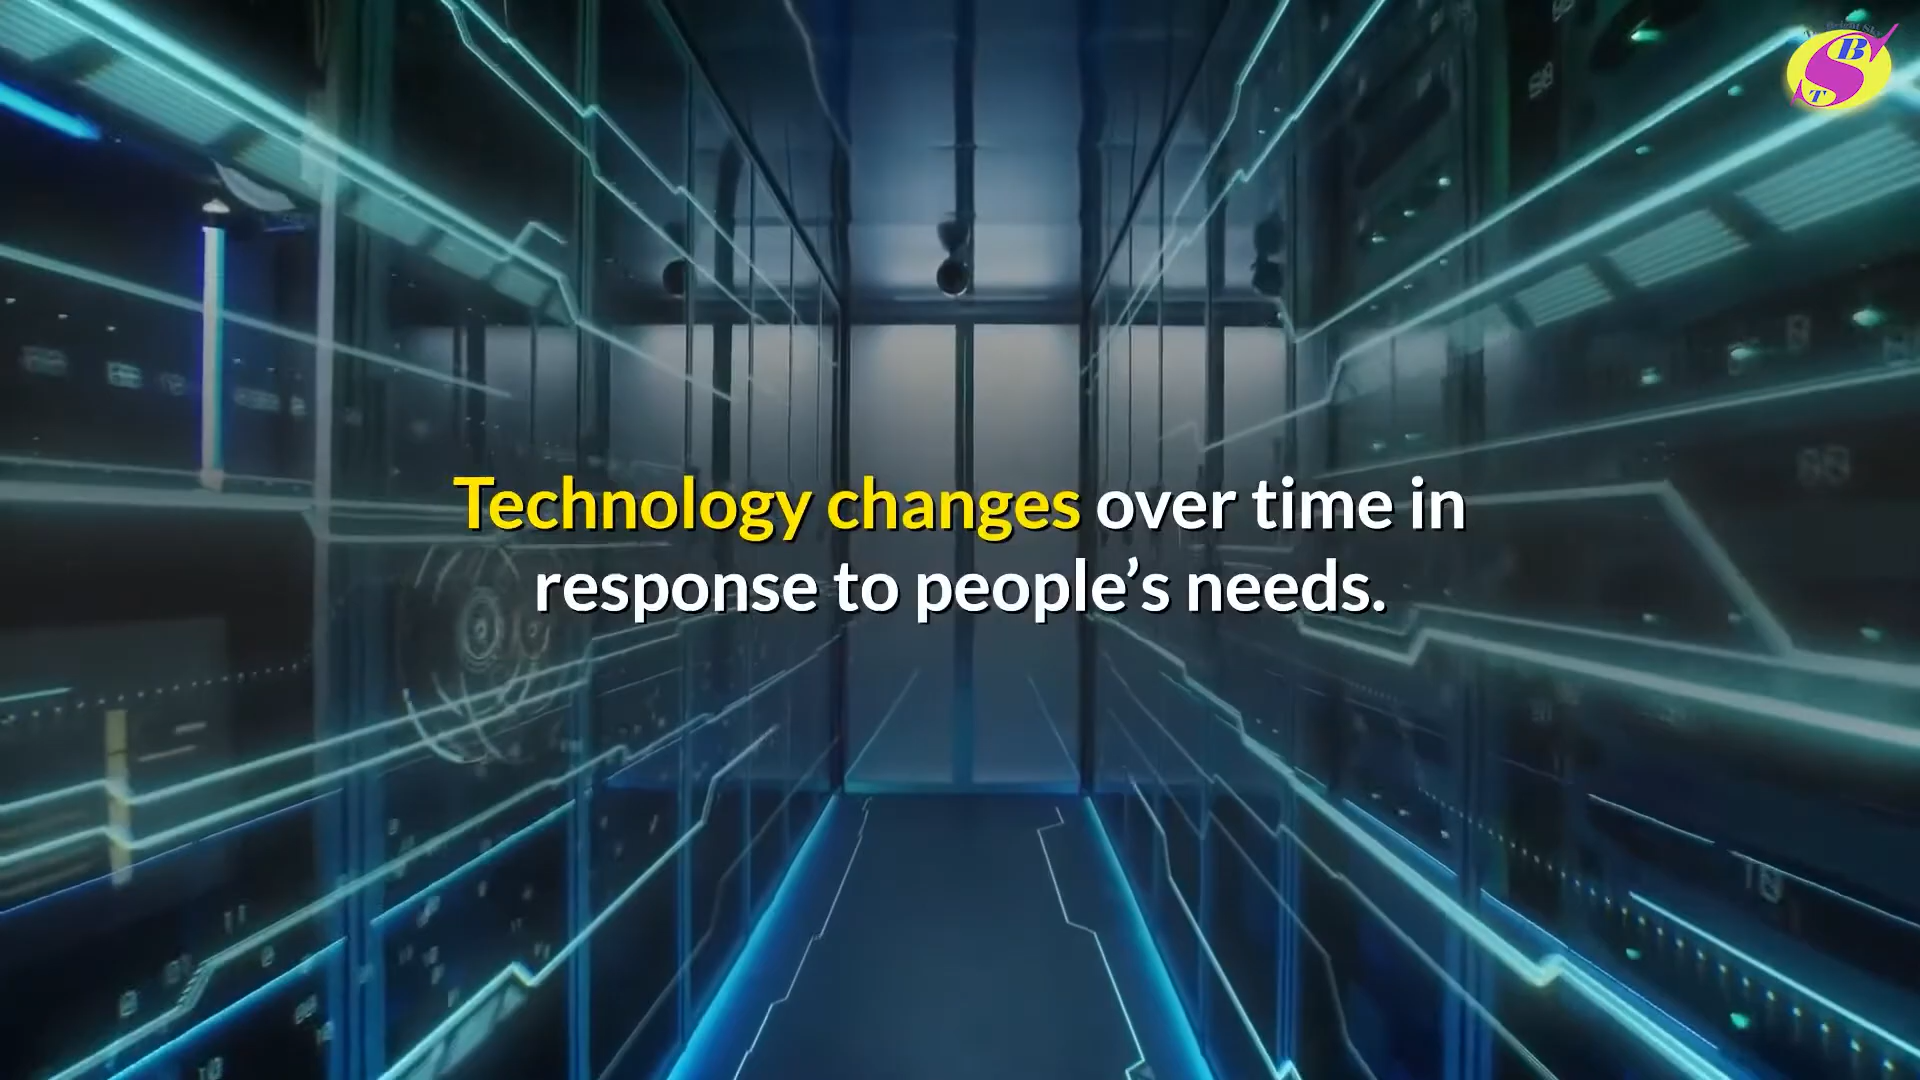 Technology changes over time in
response to people’s needs.
B
S
T